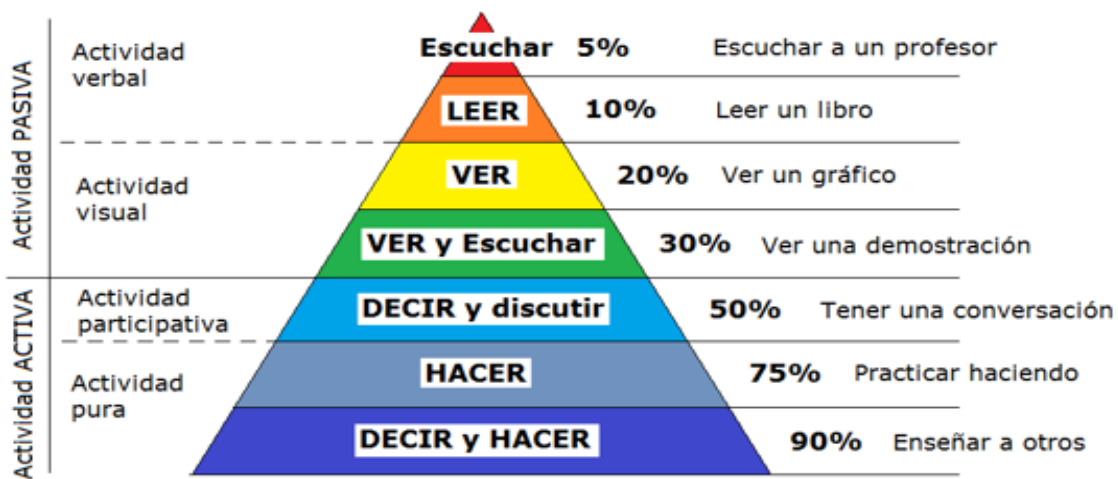 Actividad PASIVA
Actividad
verbal
Escuchar 5% Escuchar a un profesor
LEER 10% Leer un libro
Actividad
visual
VER 20% Ver un gráfico
VER y Escuchar 30% Ver una demostración
Actividad ACTIVA
Actividad
participativa
DECIR y discutir 50% Tener una conversación
Actividad
pura
HACER 75% Practicar haciendo
DECIR y HACER 90% Enseñar a otros